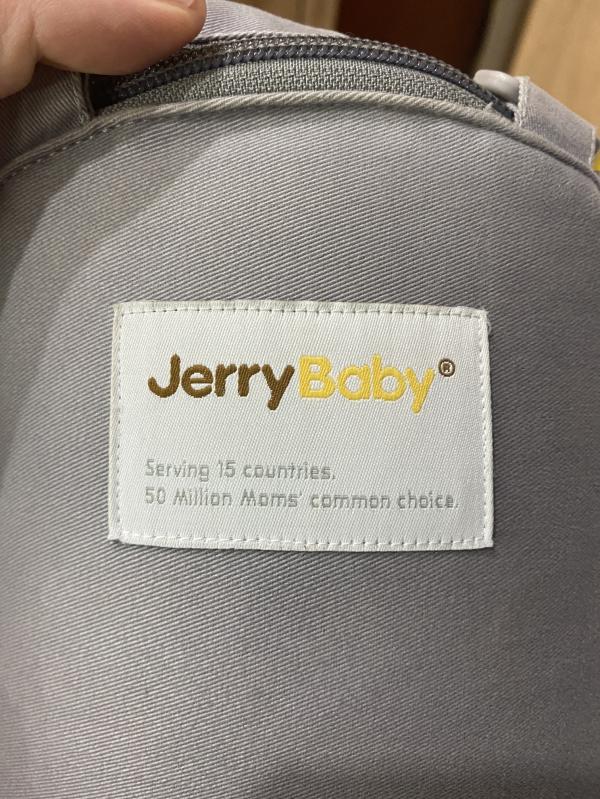 JerryBaby®
Serving 15 countries.
50 Million Moms' common choice.